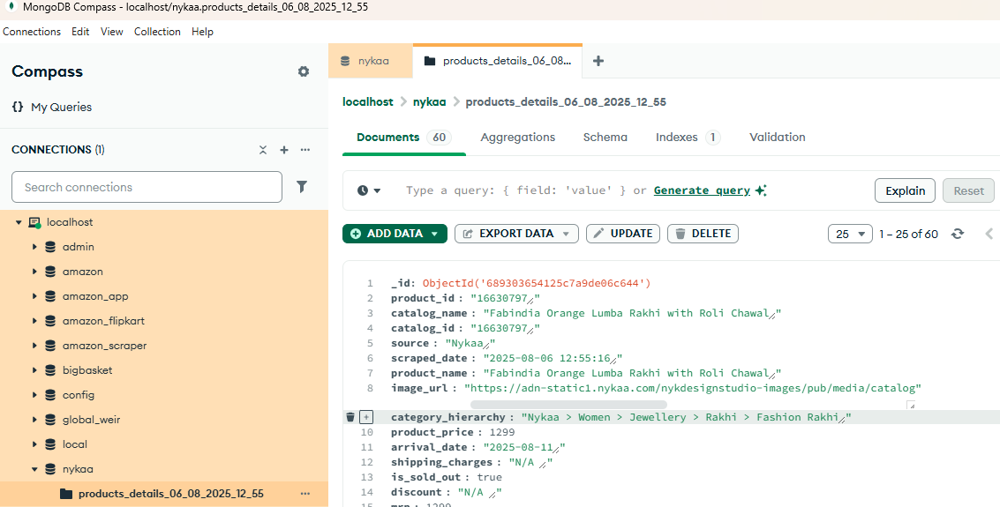 MongoDB Compass - localhost/nykaa.products_details_06_08_2025_12_55
Connections Edit View Collection Help
Compass
{} My Queries
CONNECTIONS (1)
Search connections
localhost
admin
amazon
amazon_app
amazon_flipkart
amazon_scraper
bigbasket
config
global_weir
local
nykaa
products_details_06_08_2025_12_55
nykaa products_details_06_08...
localhost > nykaa > products_details_06_08_2025_12_55
Documents 60 Aggregations Schema Indexes 1 Validation
Type a query: { field: 'value' } or Generate query Explain Reset
ADD DATA EXPORT DATA UPDATE DELETE 25 1 – 25 of 60
1 _id: ObjectId('689303654125c7a9de06c644')
2 product_id : "16630797"
3 catalog_name : "Fabindia Orange Lumba Rakhi with Roli Chawal"
4 catalog_id : "16630797"
5 source : "Nykaa"
6 scraped_date : "2025-08-06 12:55:16"
7 product_name : "Fabindia Orange Lumba Rakhi with Roli Chawal"
8 image_url : "https://adn-static1.nykaa.com/nykdesignstudio-images/pub/media/catalog"
category_hierarchy : "Nykaa > Women > Jewellery > Rakhi > Fashion Rakhi"
10 product_price : 1299
11 arrival_date : "2025-08-11"
12 shipping_charges : "N/A "
13 is_sold_out : true
14 discount : "N/A "
15 mrp : 1299